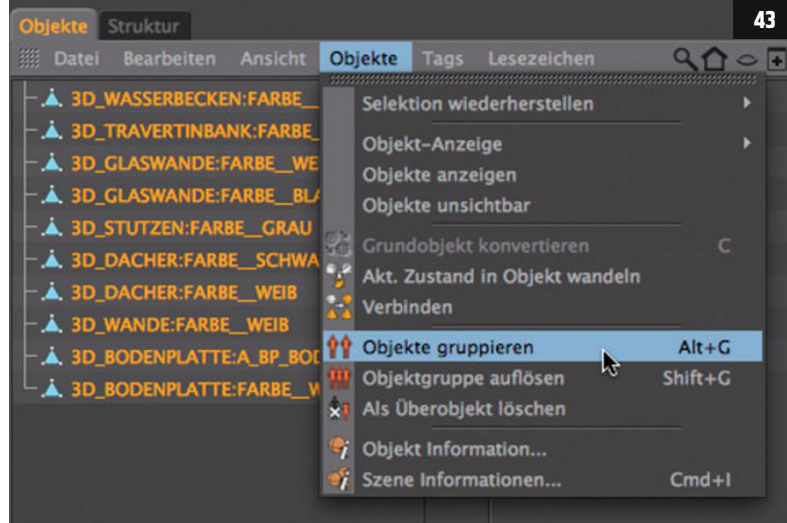 43
Objekte Struktur
Datei Bearbeiten Ansicht Objekte Tags Lesezeichen
3D_WASSERBECKEN:FARBE_
3D_TRAVERTINBANK:FARBE_
3D_GLASWANDE:FARBE__WE
3D_GLASWANDE:FARBE__BLA
3D_STUTZEN:FARBE__GRAU
3D_DACHER:FARBE__SCHWA
3D_DACHER:FARBE__WEIB
3D_WANDE:FARBE__WEIB
3D_BODENPLATTE:A_BP_BOD
3D_BODENPLATTE:FARBE__W
Selektion wiederherstellen
Objekt-Anzeige
Objekte anzeigen
Objekte unsichtbar
Grundobjekt konvertieren C
Akt. Zustand in Objekt wandeln
Verbinden
Objekte gruppieren Alt+G
Objektgruppe auflösen Shift+G
Als Überobjekt löschen
Objekt Information...
Szene Informationen... Cmd+I